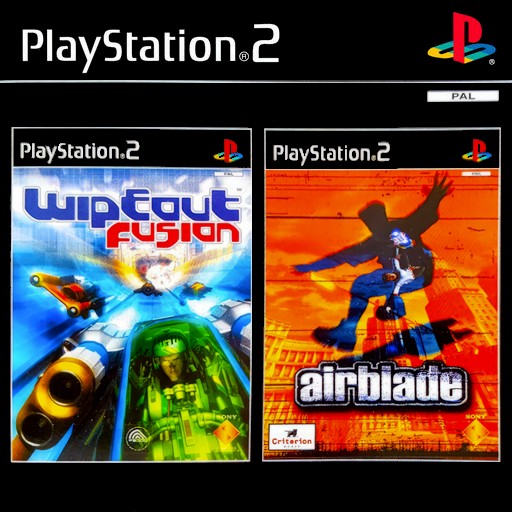 PlayStation®2
PAL
PlayStation®2
PAL
wipEout
fusion
SONY
PlayStation®2
PAL
airblade
Criterion
SONY